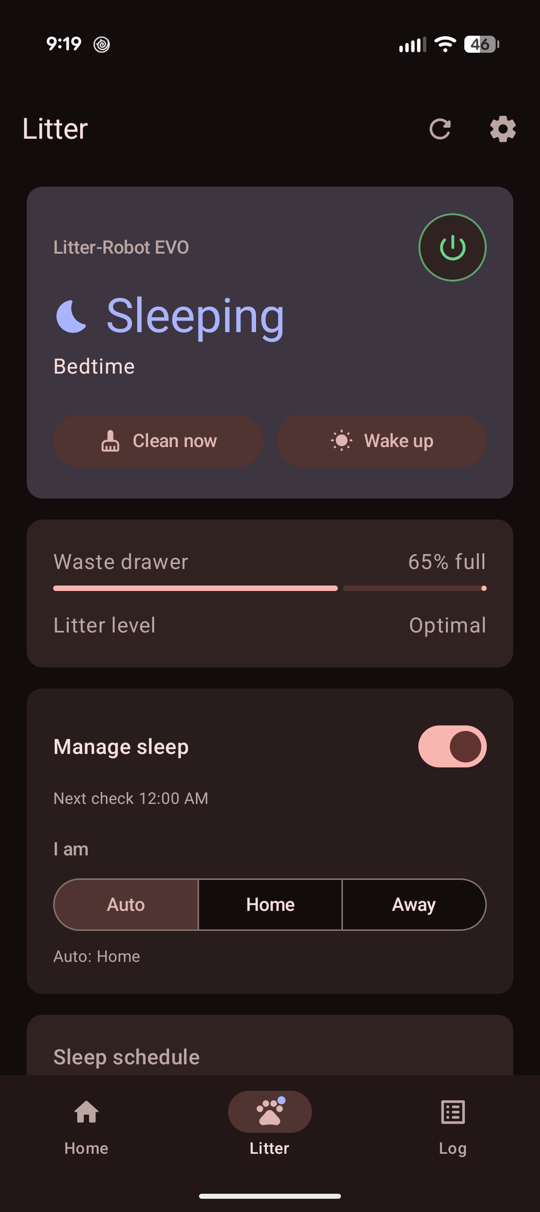 9:19
46
Litter
Litter-Robot EVO
Sleeping
Bedtime
Clean now
Wake up
Waste drawer
65% full
Litter level
Optimal
Manage sleep
Next check 12:00 AM
I am
Auto
Home
Away
Auto: Home
Sleep schedule
Home
Litter
Log